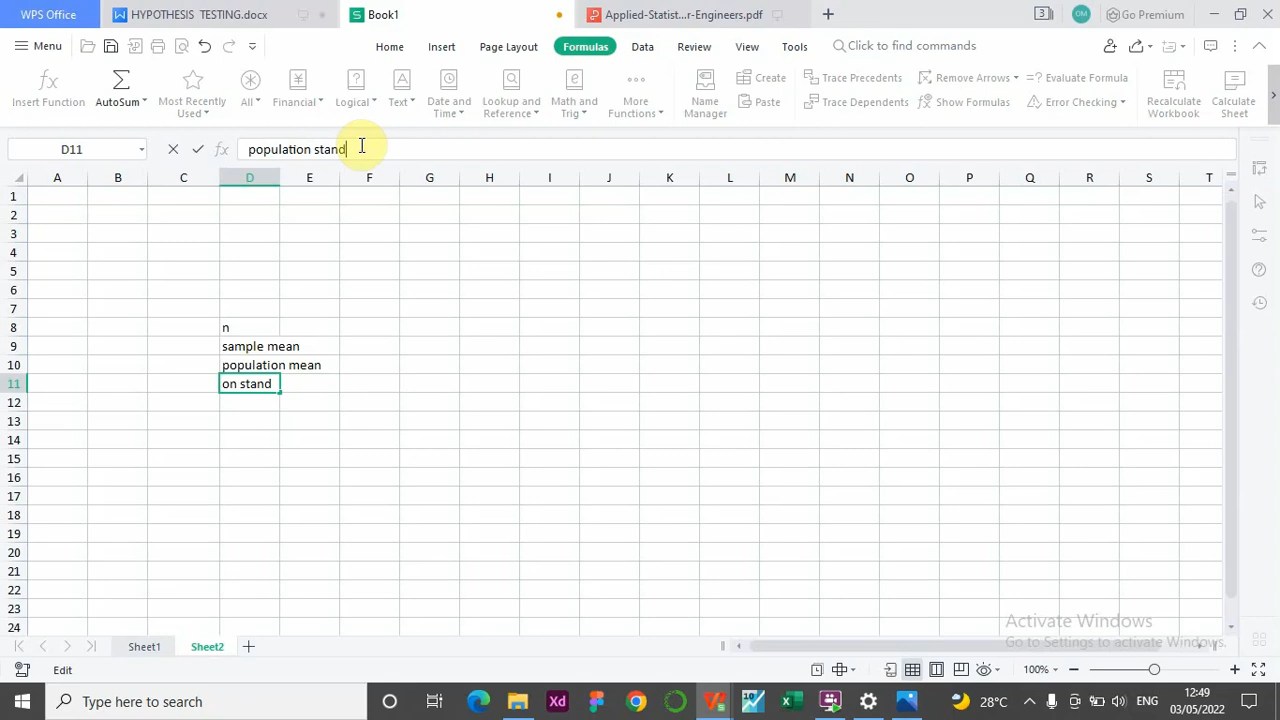 WPS Office
HYPOTHESIS TESTING.docx
Book1
Applied-Statist...r-Engineers.pdf
3
OM
Go Premium
Menu
Home
Insert
Page Layout
Formulas
Data
Review
View
Tools
Click to find commands
Insert Function
AutoSum
Most Recently Used
All
Financial
Logical
Text
Date and Time
Lookup and Reference
Math and Trig
More Functions
Name Manager
Create
Paste
Trace Precedents
Trace Dependents
Remove Arrows
Show Formulas
Evaluate Formula
Error Checking
Recalculate Workbook
Calculate Sheet
D11
fx
population stand
A B C D E F G H I J K L M N O P Q R S T
1
2
3
4
5
6
7
8 n
9 sample mean
10 population mean
11 on stand
12
13
14
15
16
17
18
19
20
21
22
23
24
Activate Windows
Go to Settings to activate Windows.
Sheet1
Sheet2
Edit
100%
Type here to search
Xd
10
28°C
ENG
12:49
03/05/2022